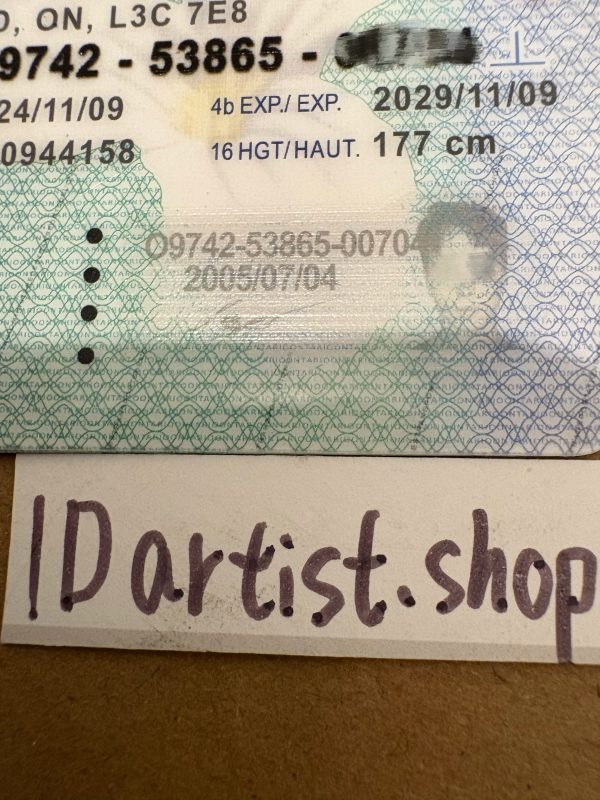 O, ON, L3C 7E8
9742 - 53865 -
24/11/09 4b EXP./ EXP. 2029/11/09
0944158 16 HGT/HAUT. 177 cm
O9742-53865-00704
2005/07/04
IDartist.shop